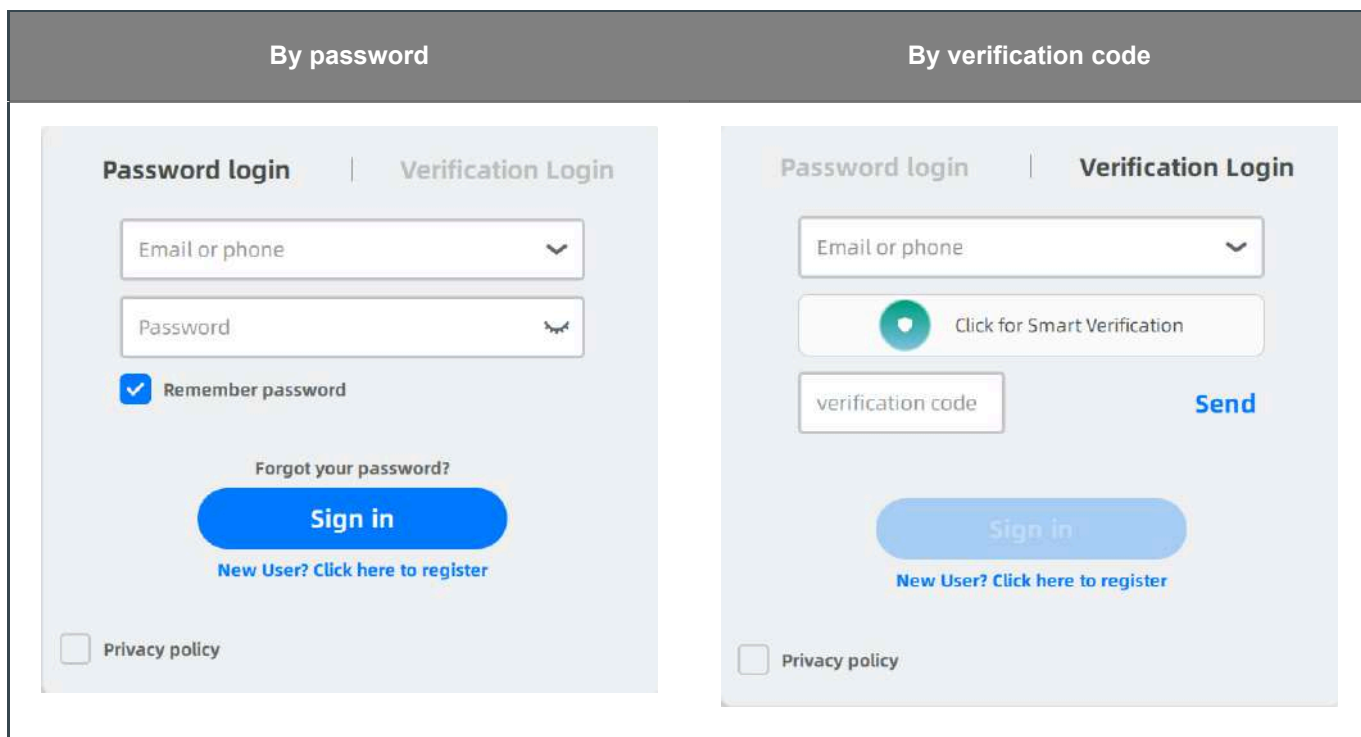 By password
By verification code
Password login
Verification Login
Email or phone
Password
Remember password
Forgot your password?
Sign in
New User? Click here to register
Privacy policy
Password login
Verification Login
Email or phone
Click for Smart Verification
verification code
Send
Sign in
New User? Click here to register
Privacy policy